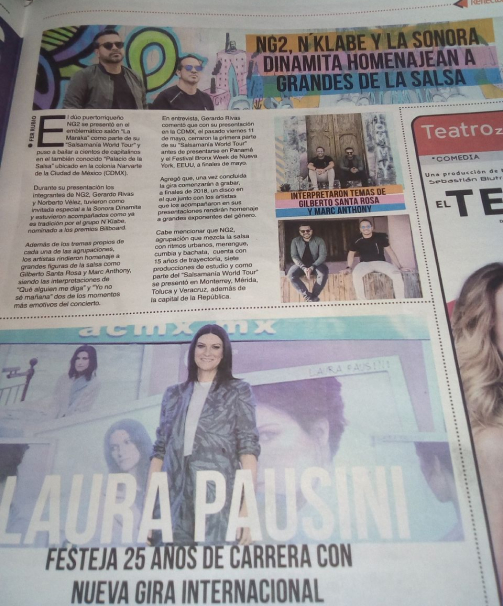 NG2, N'KLABE Y LA SONORA
DINAMITA HOMENAJEAN A
GRANDES DE LA SALSA
POR RUBIO
El dúo puertorriqueño
NG2 se presentó en el
emblemático salón "La
Maraka" como parte de su
"Salsamanía World Tour" y
puso a bailar a cientos de capitalinos
en el también conocido "Palacio de la
Salsa" ubicado en la colonia Narvarte
de la Ciudad de México (CDMX).
Durante su presentación los
integrantes de NG2, Gerardo Rivas
y Norberto Vélez, tuvieron como
invitada especial a la Sonora Dinamita
y estuvieron acompañados como ya
es tradición por el grupo N'Klabe
nominado a los premios Billboard.
Además de los temas propios de
cada una de las agrupaciones,
los artistas rindieron homenaje a
grandes figuras de la salsa como
Gilberto Santa Rosa y Marc Anthony,
siendo las interpretaciones de
"Qué alguien me diga" y "Yo no
sé mañana" dos de los momentos
más emotivos del concierto.
En entrevista, Gerardo Rivas
comentó que con su presentación
en la CDMX, el pasado viernes 11
de mayo, cerraron la primera parte
de su "Salsamanía World Tour"
antes de presentarse en Panamá
y el Festival Bronx Week de Nueva
York, EEUU, a finales de mayo.
Agregó que, una vez concluida
la gira comenzarán a grabar,
a finales de 2018, un disco en
el que junto con los artistas
que los acompañaron en sus
presentaciones rendirán homenaje
a grandes exponentes del género.
Cabe mencionar que NG2,
agrupación que mezcla la salsa
con ritmos urbanos, merengue,
cumbia y bachata, cuenta con
15 años de trayectoria, siete
producciones de estudio y como
parte del "Salsamanía World Tour"
se presentó en Monterrey, Mérida,
Toluca y Veracruz, además de
la capital de la República.
INTERPRETARON TEMAS DE
GILBERTO SANTA ROSA
Y MARC ANTHONY
Teatro
*COMEDIA
Una producción de
Sebastián
EL TE
acmx mx
LAURA PAUSINI
LAURA PAUSINI
FESTEJA 25 AÑOS DE CARRERA CON
NUEVA GIRA INTERNACIONAL